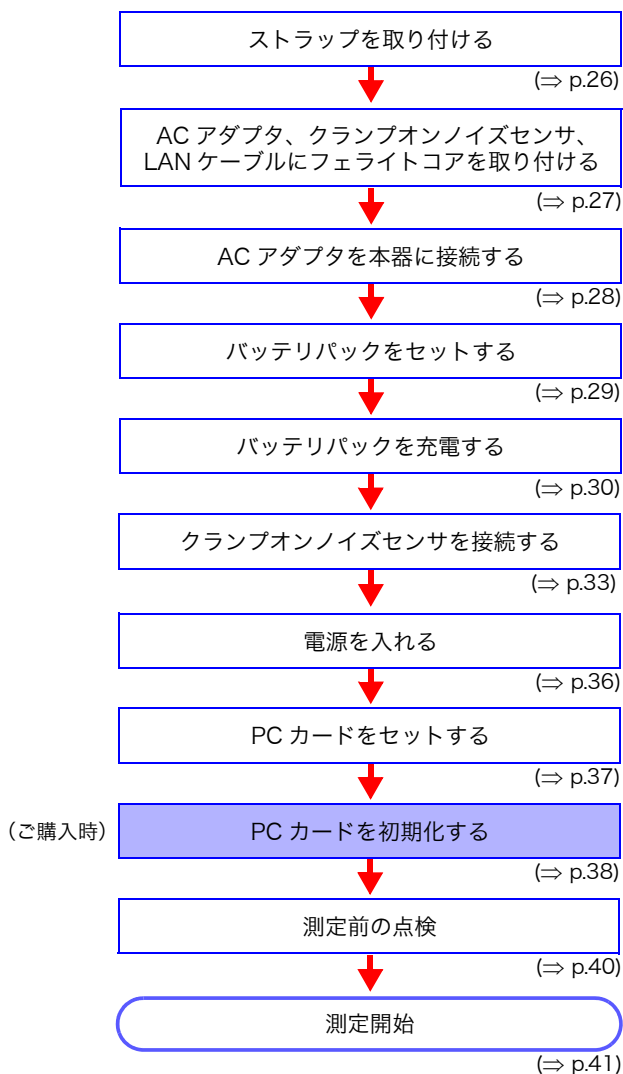 ストラップを取り付ける
(⇒ p.26)
AC アダプタ、クランプオンノイズセンサ、
LAN ケーブルにフェライトコアを取り付ける
(⇒ p.27)
AC アダプタを本器に接続する
(⇒ p.28)
バッテリパックをセットする
(⇒ p.29)
バッテリパックを充電する
(⇒ p.30)
クランプオンノイズセンサを接続する
(⇒ p.33)
電源を入れる
(⇒ p.36)
PC カードをセットする
(⇒ p.37)
（ご購入時） PC カードを初期化する
(⇒ p.38)
測定前の点検
(⇒ p.40)
測定開始
(⇒ p.41)